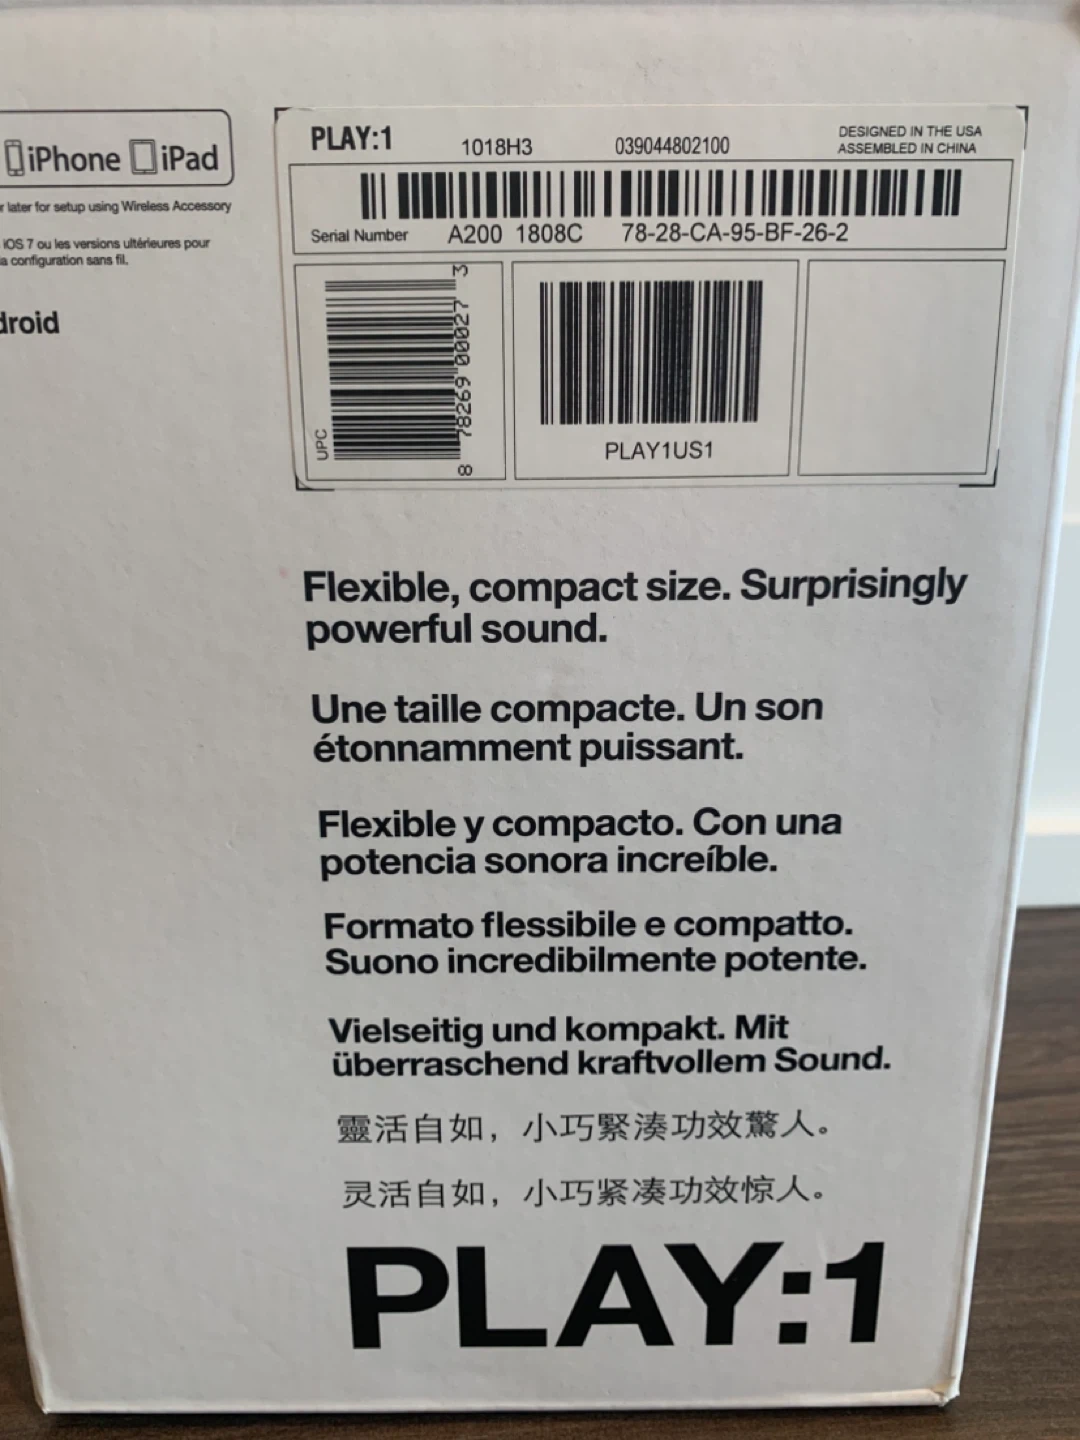 iPhone iPad
r later for setup using Wireless Accessory
iOS 7 ou les versions ultérieures pour
a configuration sans fil.
droid
PLAY:1 1018H3 039044802100 DESIGNED IN THE USA
ASSEMBLED IN CHINA
Serial Number A200 1808C 78-28-CA-95-BF-26-2
UPC
8 78269 00027 3
PLAY1US1
Flexible, compact size. Surprisingly
powerful sound.
Une taille compacte. Un son
étonnamment puissant.
Flexible y compacto. Con una
potencia sonora increíble.
Formato flessibile e compatto.
Suono incredibilmente potente.
Vielseitig und kompakt. Mit
überraschend kraftvollem Sound.
靈活自如，小巧緊湊功效驚人。
灵活自如，小巧紧凑功效惊人。
PLAY:1